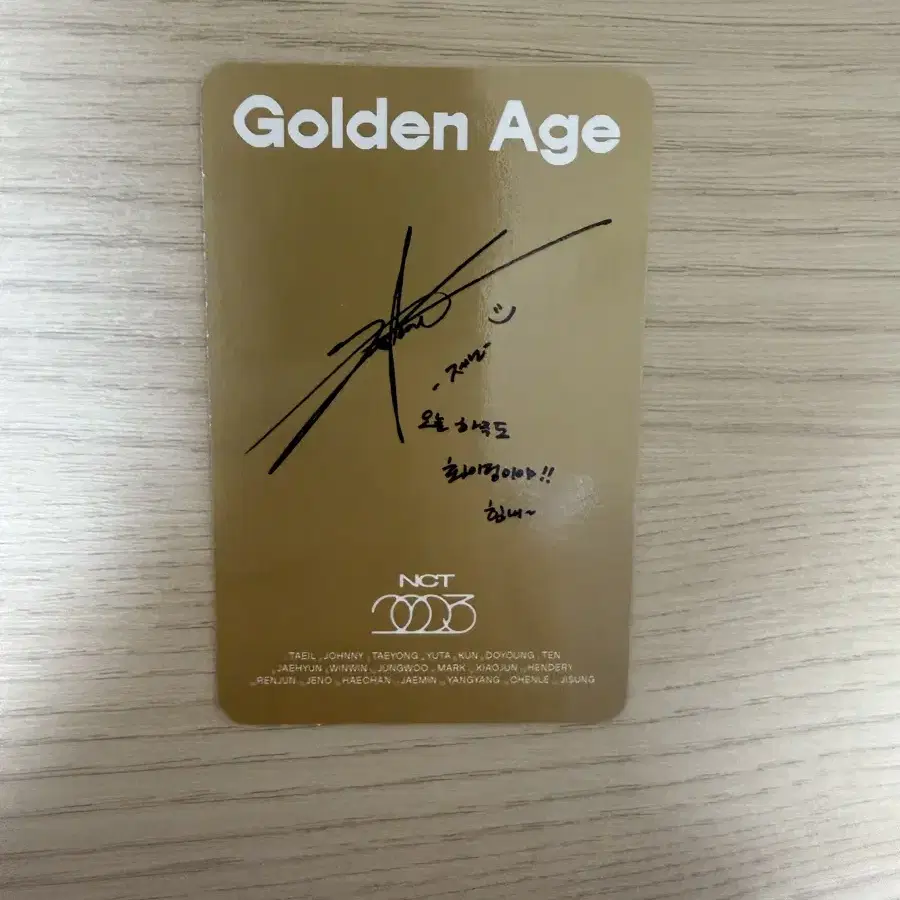 Golden Age
오늘 하루도
화이팅이야!!
힘내~
NCT
2023
TAEIL JOHNNY TAEYONG YUTA KUN DOYOUNG TEN
JAEHYUN WINWIN JUNGWOO MARK XIAOJUN HENDERY
RENJUN JENO HAECHAN JAEMIN YANGYANG CHENLE JISUNG